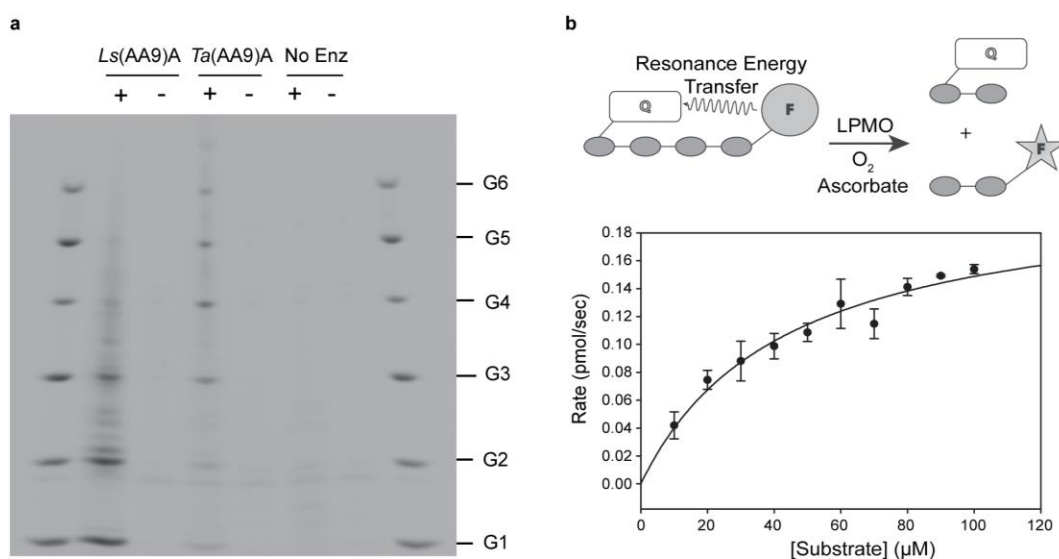 a
Ls(AA9)A Ta(AA9)A No Enz
+ - + - + -
G6
G5
G4
G3
G2
G1
b
Q
Resonance Energy
Transfer
Q
F
LPMO
O2
Ascorbate
+
F
0.18
0.16
0.14
0.12
0.10
0.08
0.06
0.04
0.02
0.00
Rate (pmol/sec)
0 20 40 60 80 100 120
[Substrate] (μM)